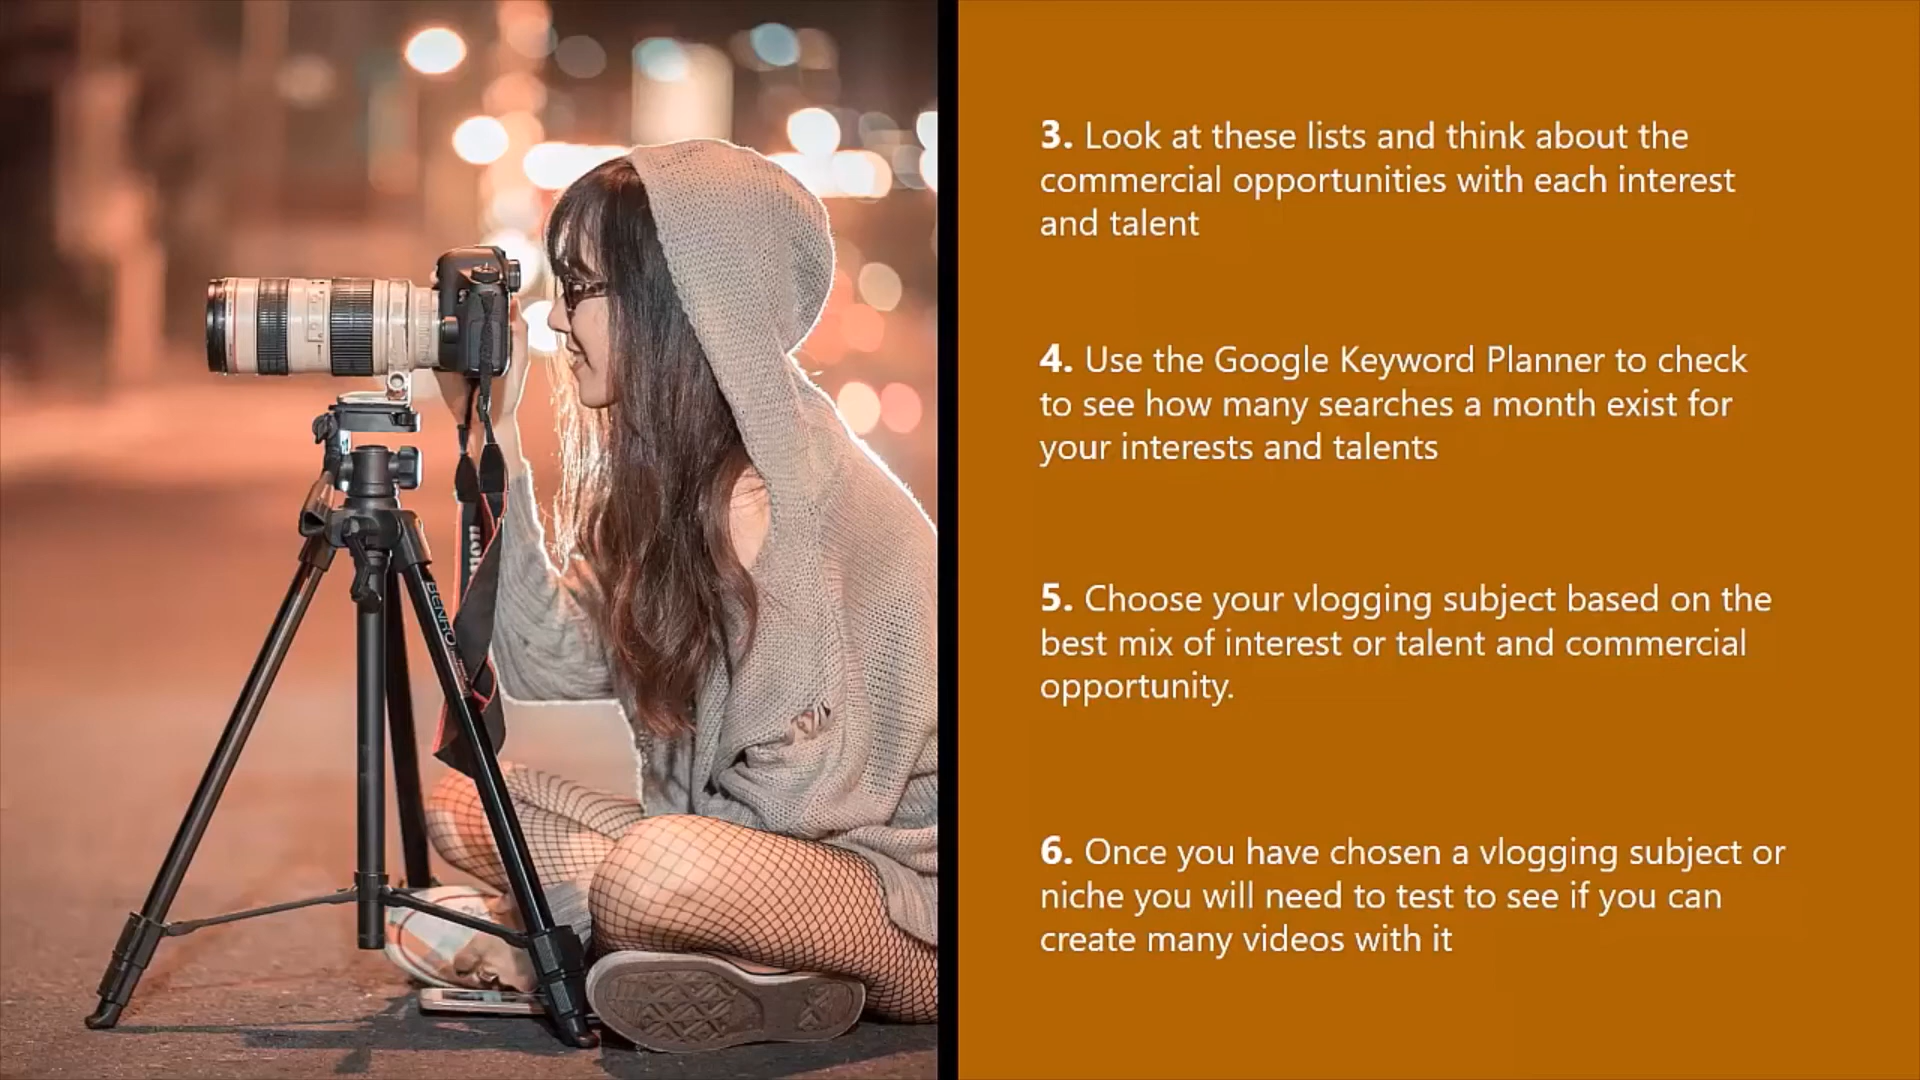 3. Look at these lists and think about the
commercial opportunities with each interest
and talent
4. Use the Google Keyword Planner to check
to see how many searches a month exist for
your interests and talents
5. Choose your vlogging subject based on the
best mix of interest or talent and commercial
opportunity.
6. Once you have chosen a vlogging subject or
niche you will need to test to see if you can
create many videos with it
BENRO